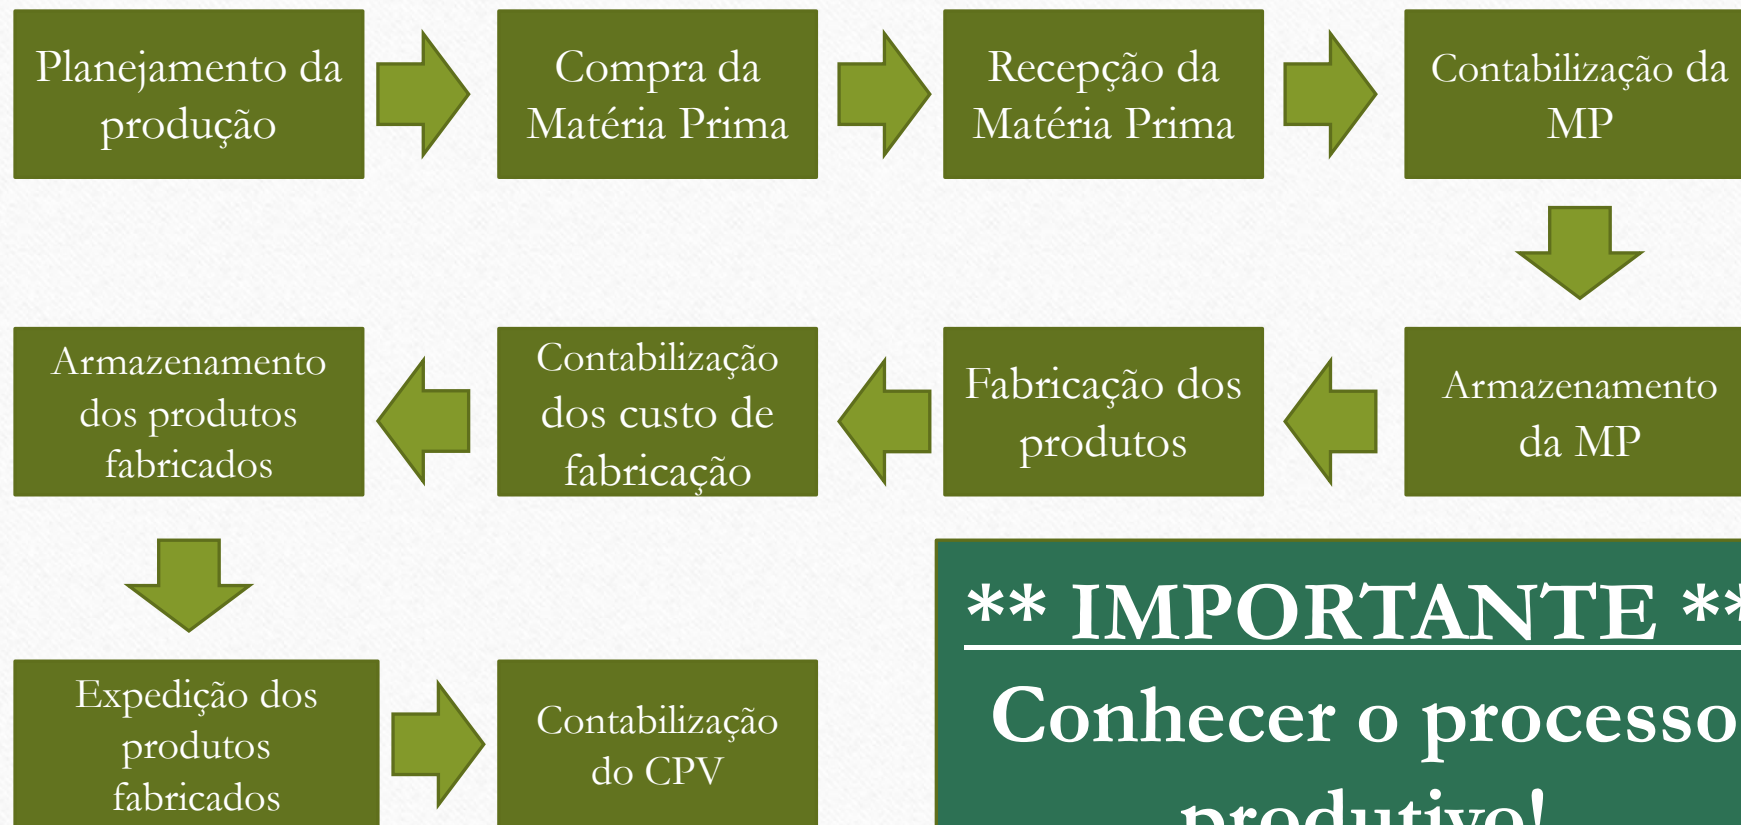 Planejamento da
produção
Compra da
Matéria Prima
Recepção da
Matéria Prima
Contabilização da
MP
Armazenamento
da MP
Fabricação dos
produtos
Contabilização
dos custo de
fabricação
Armazenamento
dos produtos
fabricados
Expedição dos
produtos
fabricados
Contabilização
do CPV
** IMPORTANTE **
Conhecer o processo
produtivo!